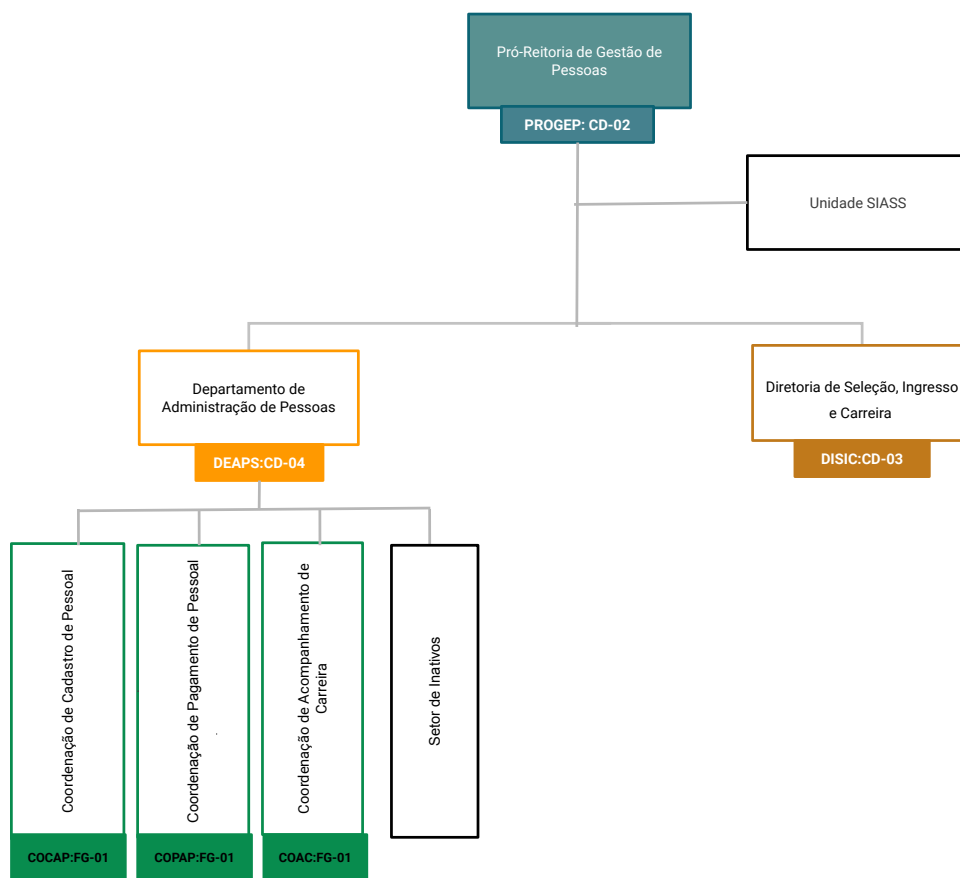 Pró-Reitoria de Gestão de
Pessoas
PROGEP: CD-02
Unidade SIASS
Departamento de
Administração de Pessoas
DEAPS:CD-04
Diretoria de Seleção, Ingresso
e Carreira
DISIC:CD-03
Coordenação de Cadastro de Pessoal
COCAP:FG-01
Coordenação de Pagamento de Pessoal
.
COPAP:FG-01
Coordenação de Acompanhamento de
Carreira
COAC:FG-01
Setor de Inativos